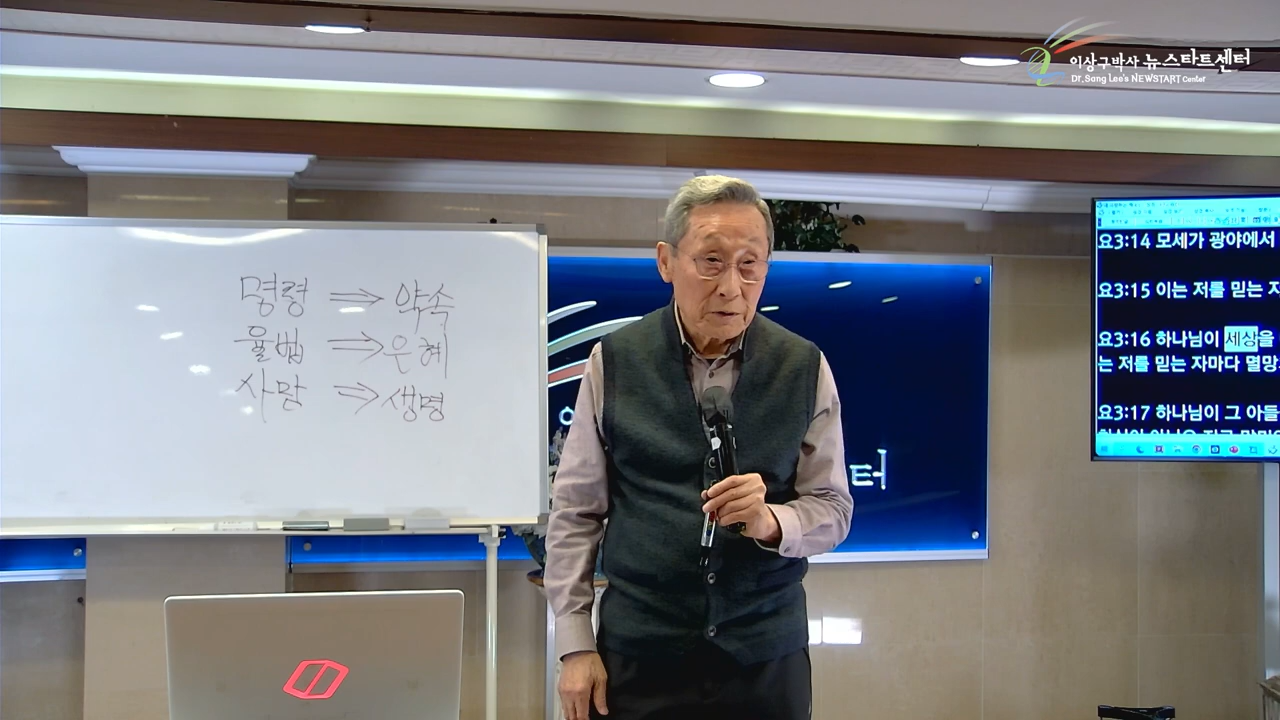 이상구박사 뉴스타트센터
Dr. Sang Lee's NEWSTART Center
명령 ⇒ 약속
율법 ⇒ 은혜
사망 ⇒ 생명
터
요3:14 모세가 광야에서
요3:15 이는 저를 믿는 자
요3:16 하나님이 세상을
는 저를 믿는 자마다 멸망
요3:17 하나님이 그 아들